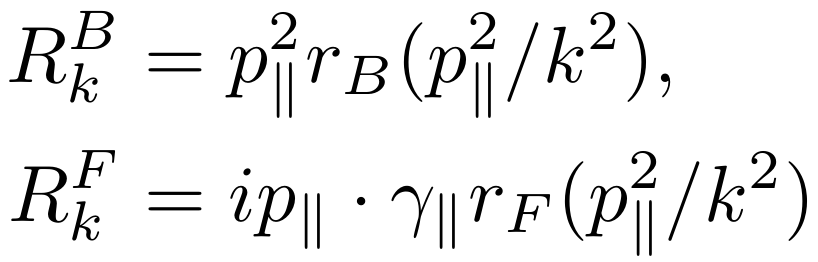 $R_k^B = p_\parallel^2 r_B(p_\parallel^2/k^2),$
$R_k^F = ip_\parallel \cdot \gamma_\parallel r_F(p_\parallel^2/k^2)$